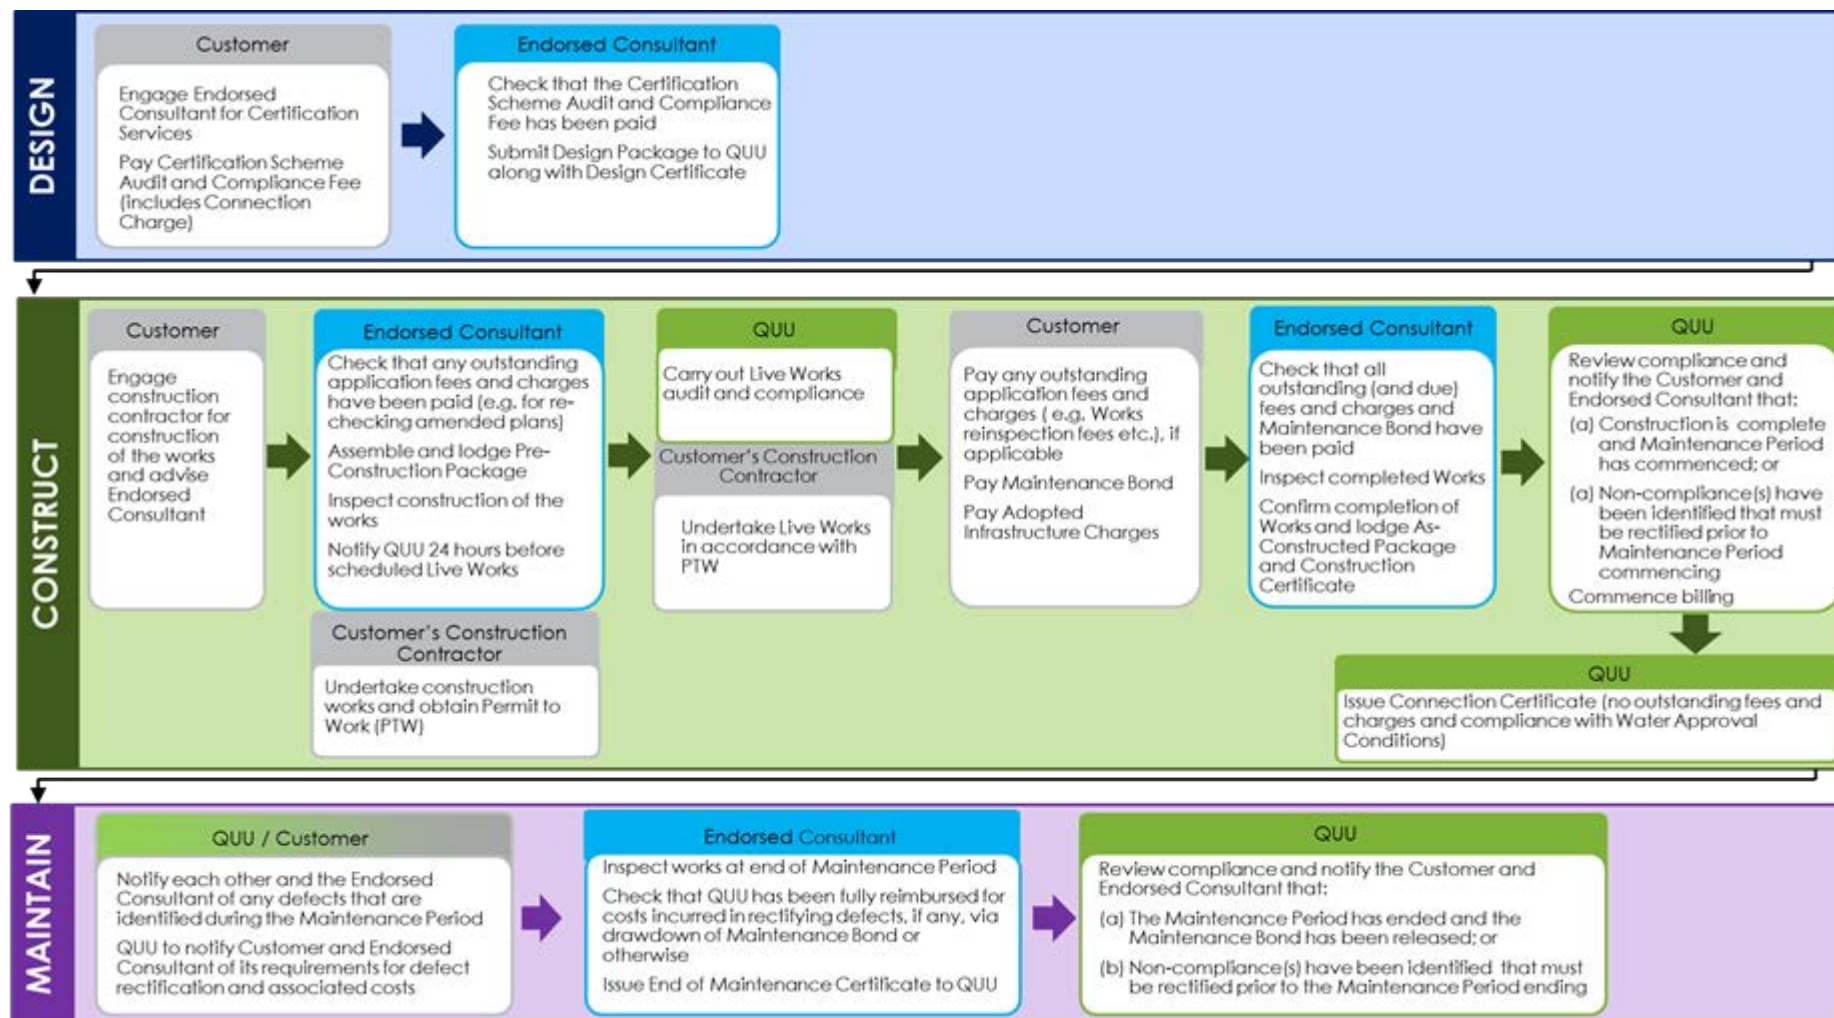 DESIGN
Customer
Engage Endorsed
Consultant for Certification
Services
Pay Certification Scheme
Audit and Compliance Fee
(includes Connection
Charge)
Endorsed Consultant
Check that the Certification
Scheme Audit and Compliance
Fee has been paid
Submit Design Package to QUU
along with Design Certificate
CONSTRUCT
Customer
Engage
construction
contractor for
construction
of the works
and advise
Endorsed
Consultant
Endorsed Consultant
Check that any outstanding
application fees and charges
have been paid (e.g. for re-
checking amended plans)
Assemble and lodge Pre-
Construction Package
Inspect construction of the
works
Notify QUU 24 hours before
scheduled Live Works
Customer's Construction
Contractor
Undertake construction
works and obtain Permit to
Work (PTW)
QUU
Carry out Live Works
audit and compliance
Customer's Construction
Contractor
Undertake Live Works
in accordance with
PTW
Customer
Pay any outstanding
application fees and
charges ( e.g. Works
reinspection fees etc.), if
applicable
Pay Maintenance Bond
Pay Adopted
Infrastructure Charges
Endorsed Consultant
Check that all
outstanding (and due)
fees and charges and
Maintenance Bond have
been paid
Inspect completed Works
Confirm completion of
Works and lodge As-
Constructed Package
and Construction
Certificate
QUU
Review compliance and
notify the Customer and
Endorsed Consultant that:
(a) Construction is complete
and Maintenance Period
has commenced; or
(a) Non-compliance(s) have
been identified that must
be rectified prior to
Maintenance Period
commencing
Commence billing
QUU
Issue Connection Certificate (no outstanding fees and
charges and compliance with Water Approval
Conditions)
MAINTAIN
QUU / Customer
Notify each other and the Endorsed
Consultant of any defects that are
identified during the Maintenance Period
QUU to notify Customer and Endorsed
Consultant of its requirements for defect
rectification and associated costs
Endorsed Consultant
Inspect works at end of Maintenance Period
Check that QUU has been fully reimbursed for
costs incurred in rectifying defects, if any, via
drawdown of Maintenance Bond or
otherwise
Issue End of Maintenance Certificate to QUU
QUU
Review compliance and notify the Customer and
Endorsed Consultant that:
(a) The Maintenance Period has ended and the
Maintenance Bond has been released; or
(b) Non-compliance(s) have been identified that must
be rectified prior to the Maintenance Period ending